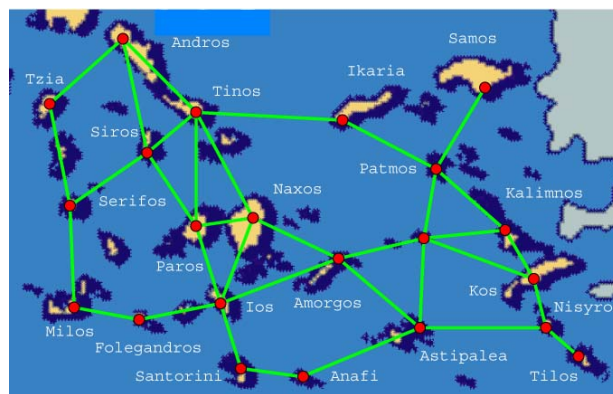 Andros
Samos
Tzia
Tinos
Ikaria
Siros
Patmos
Naxos
Kalimnos
Serifos
Paros
Kos
Amorgos
Ios
Nisyro
Milos
Folegandros
Astipalea
Santorini
Anafi
Tilos